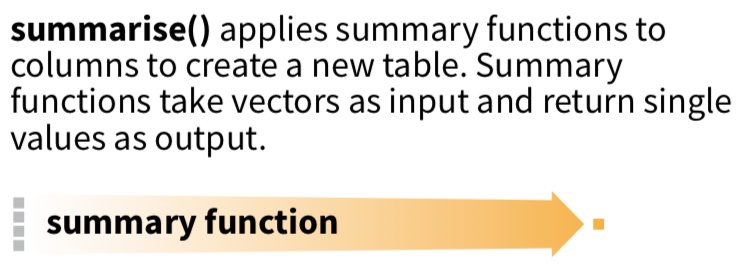 summarise() applies summary functions to
columns to create a new table. Summary
functions take vectors as input and return single
values as output.
summary function